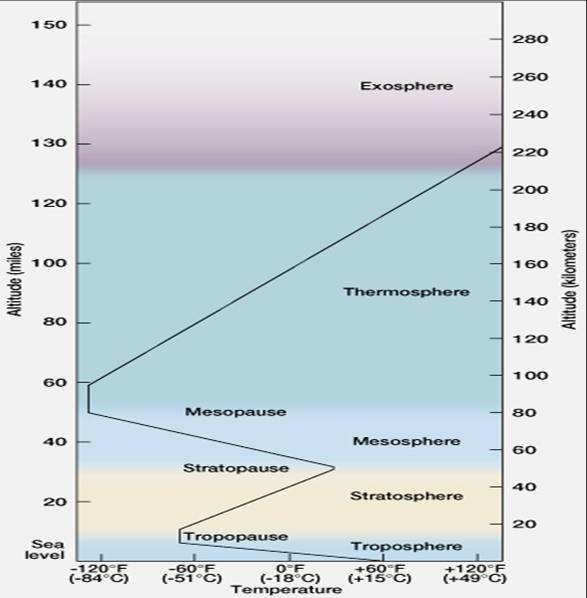 150
140
130
120
100
80
60
40
20
Sea
level
Altitude (miles)
Exosphere
Thermosphere
Mesopause
Mesosphere
Stratopause
Stratosphere
Tropopause
Troposphere
280
260
240
220
200
180
160
140
120
100
80
60
40
20
Altitude (kilometers)
-120°F -60°F 0°F +60°F +120°F
(-84°C) (-51°C) (-18°C) (+15°C) (+49°C)
Temperature